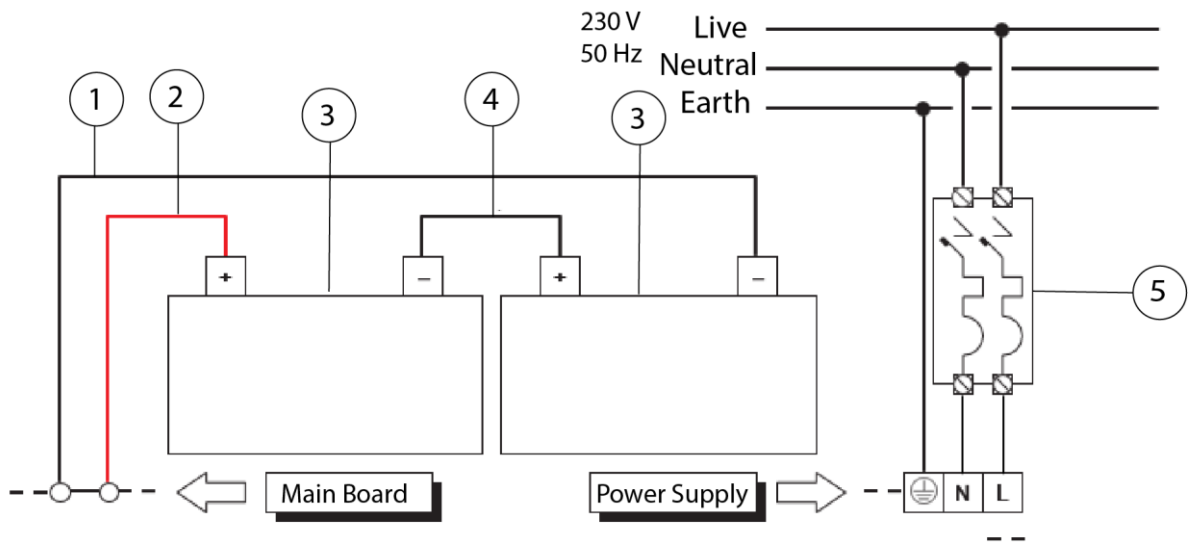 230 V
50 Hz
Live
Neutral
Earth
1
2
3
4
3
5
+
–
+
–
Main Board
Power Supply
N
L